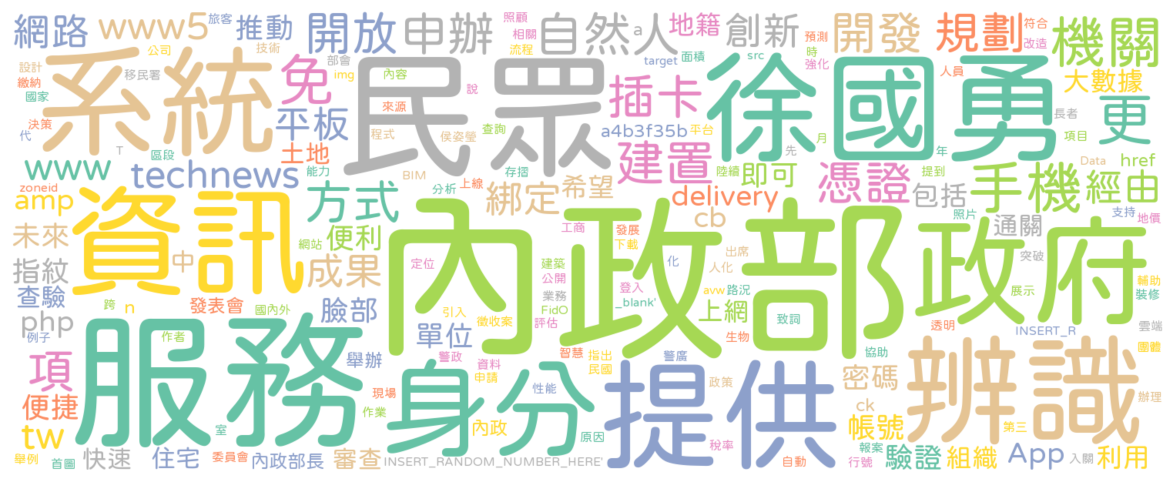 網路
www5
旅客
推動
開放
申辦
照顧
相關
流程
自然人
a
地籍
創新
預測
時
強化
開發
規劃
符合
改造
機關
公司
技術
部會
img
內容
說
target
面積
src
人員
設計
繳納
國家
移民署
系統
免
民眾
來源
插卡
徐國勇
大數據
長者
更
決策
代
平板
程式
侯姿瑩
查詢
a4b3f35b
平台
項目
T
區段
土地
建置
先
月
年
www
technews
能力
BIM
存摺
分析
上線
陸續
即可
Data
提到
href
憑證
手機
經由
zoneid
amp
資訊
方式
綁定
希望
delivery
包括
照片
支持
地價
未來
中
網站
便利
內政部
工商
發展
下載
cb
出席
人化
通關
突破
政府
指紋
成果
定位
建築
公開
化
查驗
跨
n
發表會
國內外
臉部
引入
業務
FidO
登入
avw
路況
_blank'
展示
輔助
裝修
php
例子
作者
服務
單位
徵收案
評估
上網
生物
致詞
透明
INSERT_R
雲端
項
舉辦
警政
智慧
指出
民國
警廣
協助
團體
便捷
現場
資料
申請
身分
性能
提供
政策
密碼
辨識
辦理
tw
作業
ck
帳號
第三
舉例
室
內政
原因
稅率
報案
首圖
快速
住宅
委員會
內政部長
審查
INSERT_RANDOM_NUMBER_HERE'
自動
行號
驗證
組織
App
入關
利用